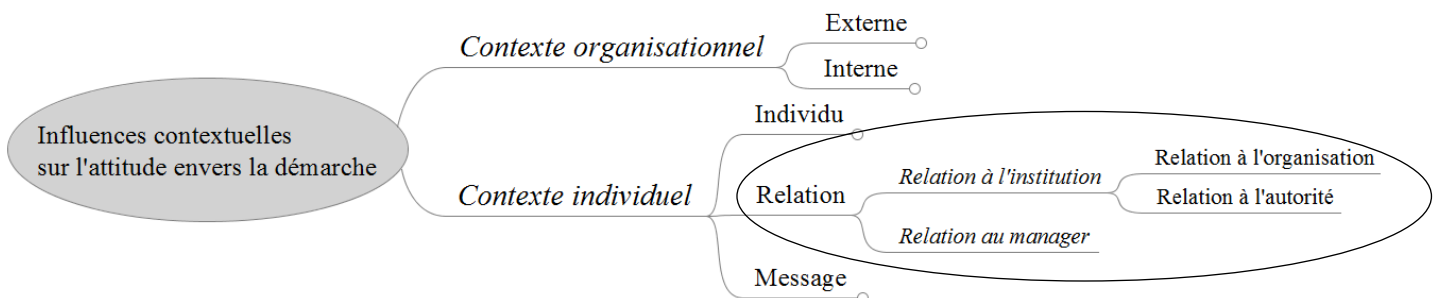 Influences contextuelles
sur l'attitude envers la démarche
Contexte organisationnel
Externe
Interne
Contexte individuel
Individu
Relation
Relation à l'institution
Relation à l'organisation
Relation à l'autorité
Relation au manager
Message